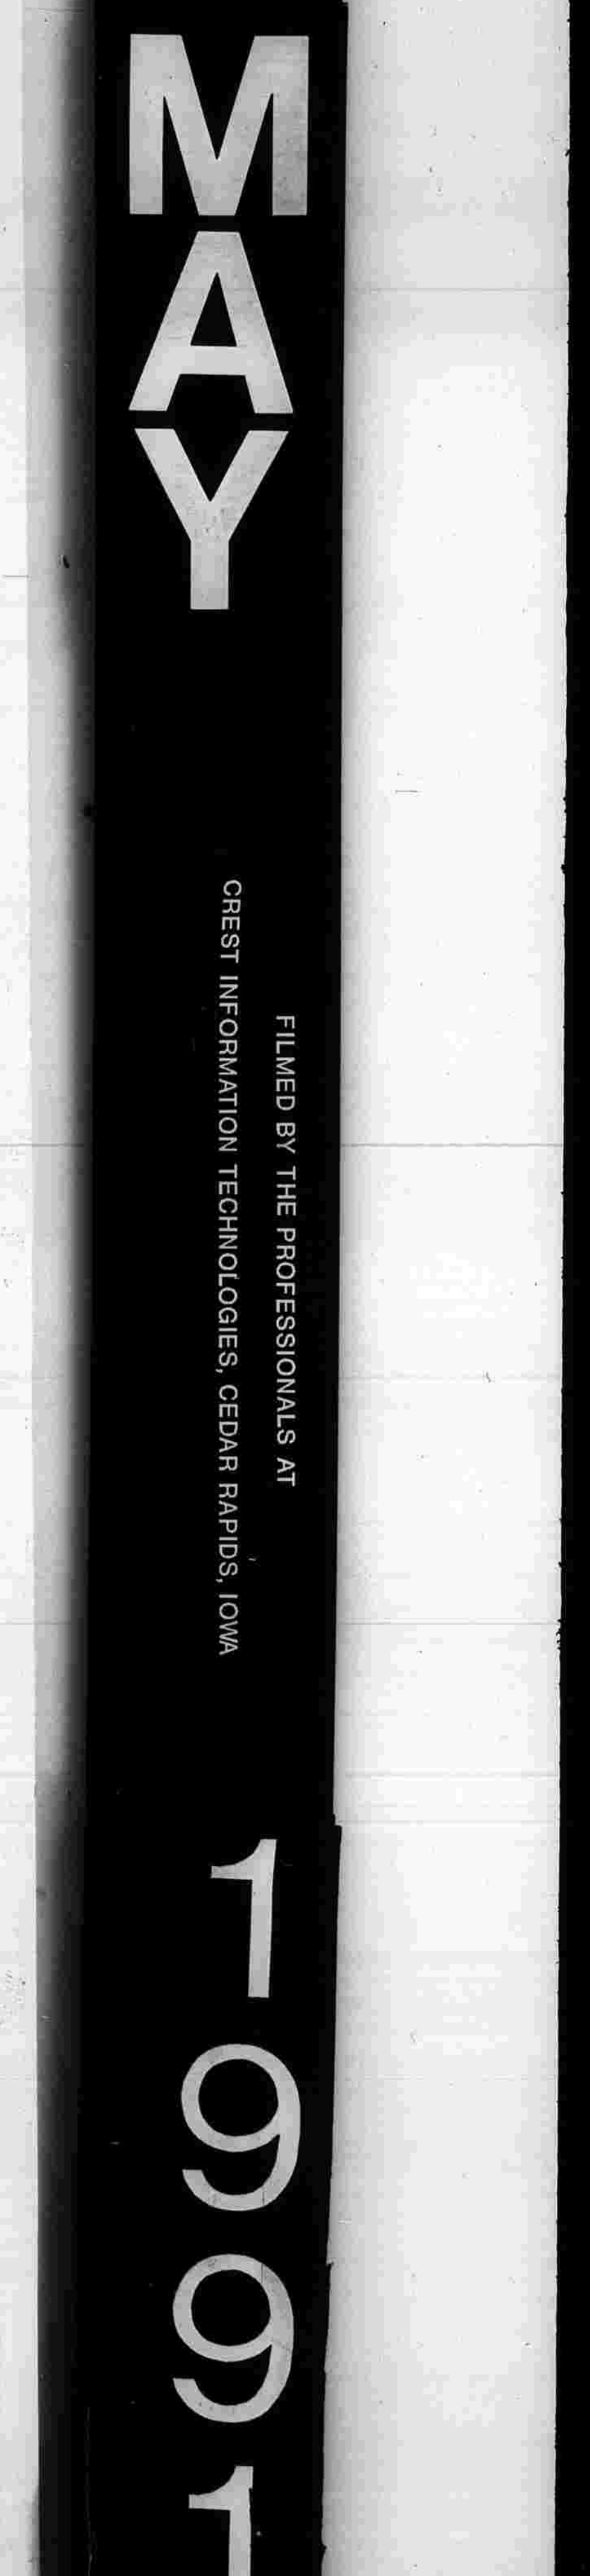 MAY
FILMED BY THE PROFESSIONALS AT
CREST INFORMATION TECHNOLOGIES, CEDAR RAPIDS, IOWA
1991